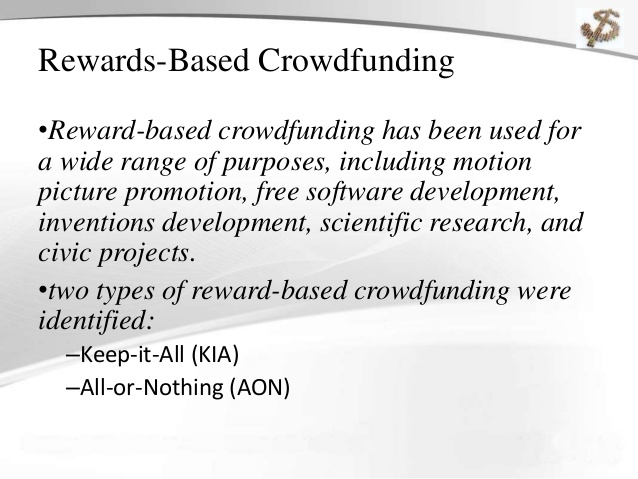 Rewards-Based Crowdfunding
•Reward-based crowdfunding has been used for
a wide range of purposes, including motion
picture promotion, free software development,
inventions development, scientific research, and
civic projects.
•two types of reward-based crowdfunding were
identified:
–Keep-it-All (KIA)
–All-or-Nothing (AON)